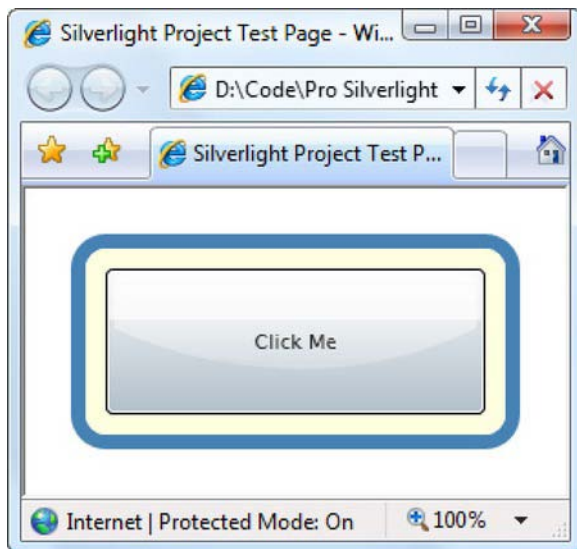 Silverlight Project Test Page - Wi...
D:\Code\Pro Silverlight
Silverlight Project Test P...
Click Me
Internet | Protected Mode: On 100%